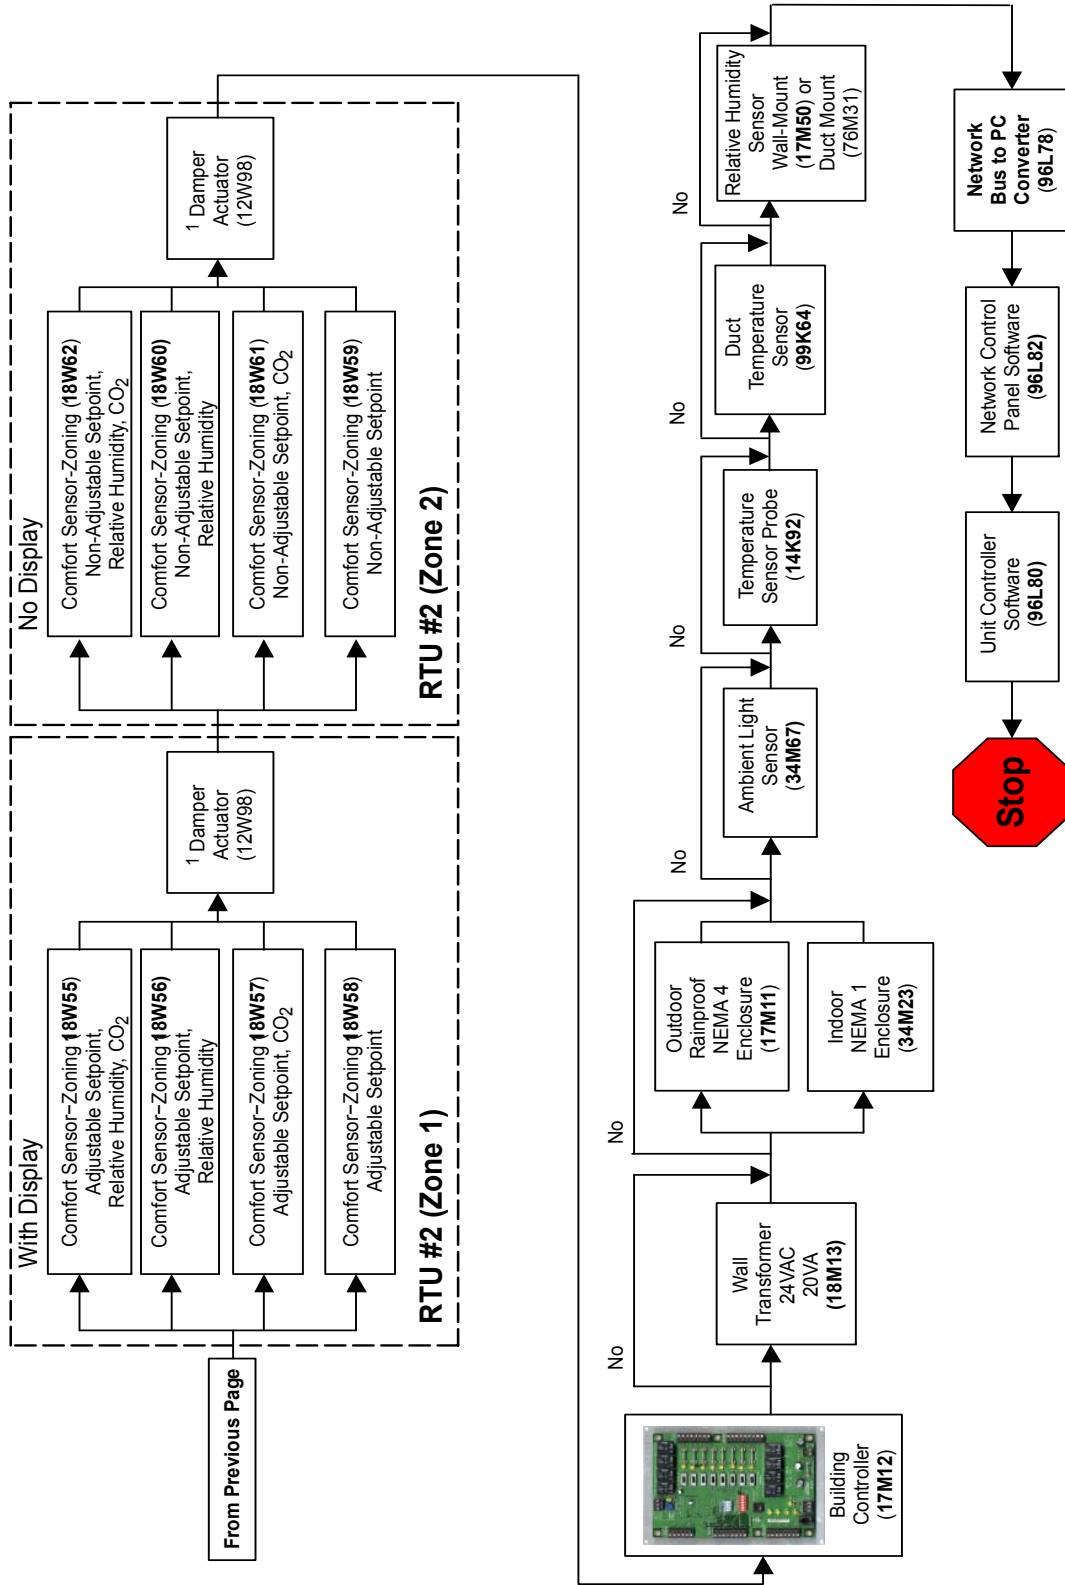 From Previous Page
With Display
Comfort Sensor–Zoning (18W55)
Adjustable Setpoint,
Relative Humidity, CO2
Comfort Sensor–Zoning (18W56)
Adjustable Setpoint,
Relative Humidity
Comfort Sensor–Zoning (18W57)
Adjustable Setpoint, CO2
Comfort Sensor–Zoning (18W58)
Adjustable Setpoint
1 Damper
Actuator
(12W98)
RTU #2 (Zone 1)
No Display
Comfort Sensor-Zoning (18W62)
Non-Adjustable Setpoint,
Relative Humidity, CO2
Comfort Sensor-Zoning (18W60)
Non-Adjustable Setpoint,
Relative Humidity
Comfort Sensor-Zoning (18W61)
Non-Adjustable Setpoint, CO2
Comfort Sensor-Zoning (18W59)
Non-Adjustable Setpoint
1 Damper
Actuator
(12W98)
RTU #2 (Zone 2)
Building
Controller
(17M12)
No
Wall
Transformer
24VAC
20VA
(18M13)
No
Outdoor
Rainproof
NEMA 4
Enclosure
(17M11)
Indoor
NEMA 1
Enclosure
(34M23)
No
Ambient Light
Sensor
(34M67)
No
Temperature
Sensor Probe
(14K92)
No
Duct
Temperature
Sensor
(99K64)
No
Relative Humidity
Sensor
Wall-Mount
(17M50) or
Duct Mount
(76M31)
Network
Bus to PC
Converter
(96L78)
Network Control
Panel Software
(96L82)
Unit Controller
Software
(96L80)
Stop